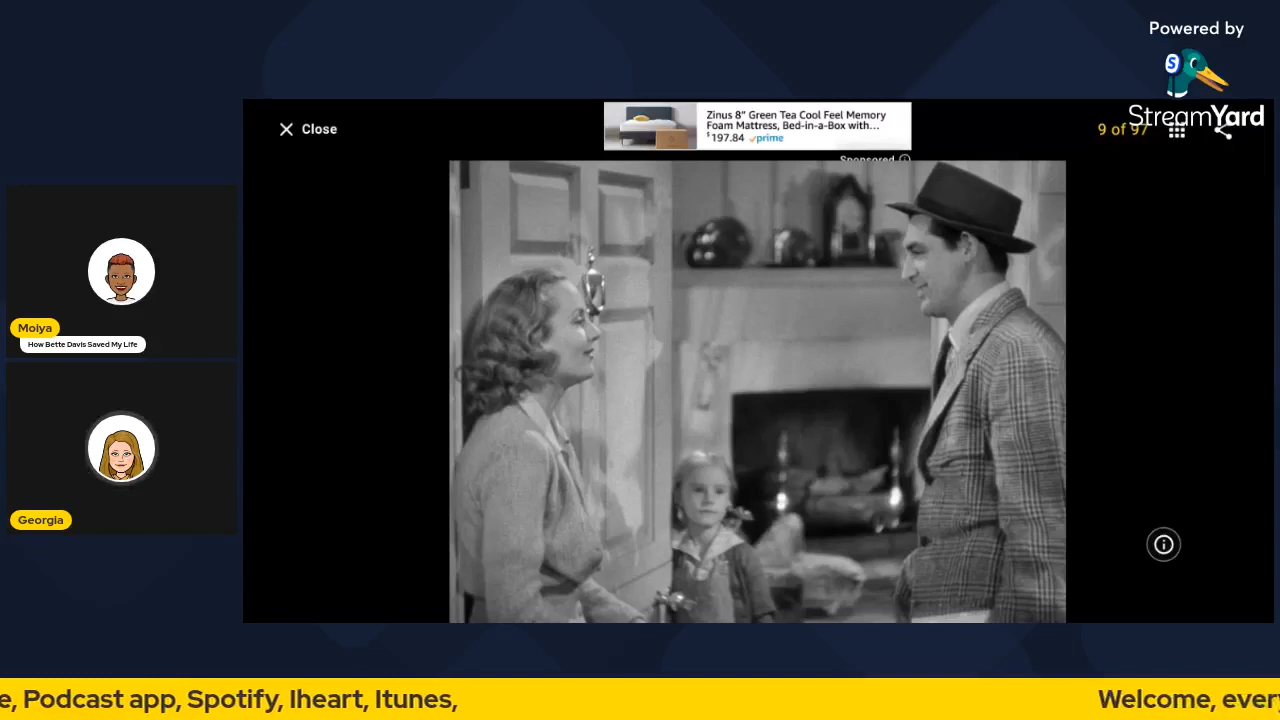 Powered by
S
StreamYard
Close
Zinus 8" Green Tea Cool Feel Memory
Foam Mattress, Bed-in-a-Box with...
$197.84 prime
Sponsored
9 of 97
Moiya
How Bette Davis Saved My Life
Georgia
e, Podcast app, Spotify, Iheart, Itunes,
Welcome, every